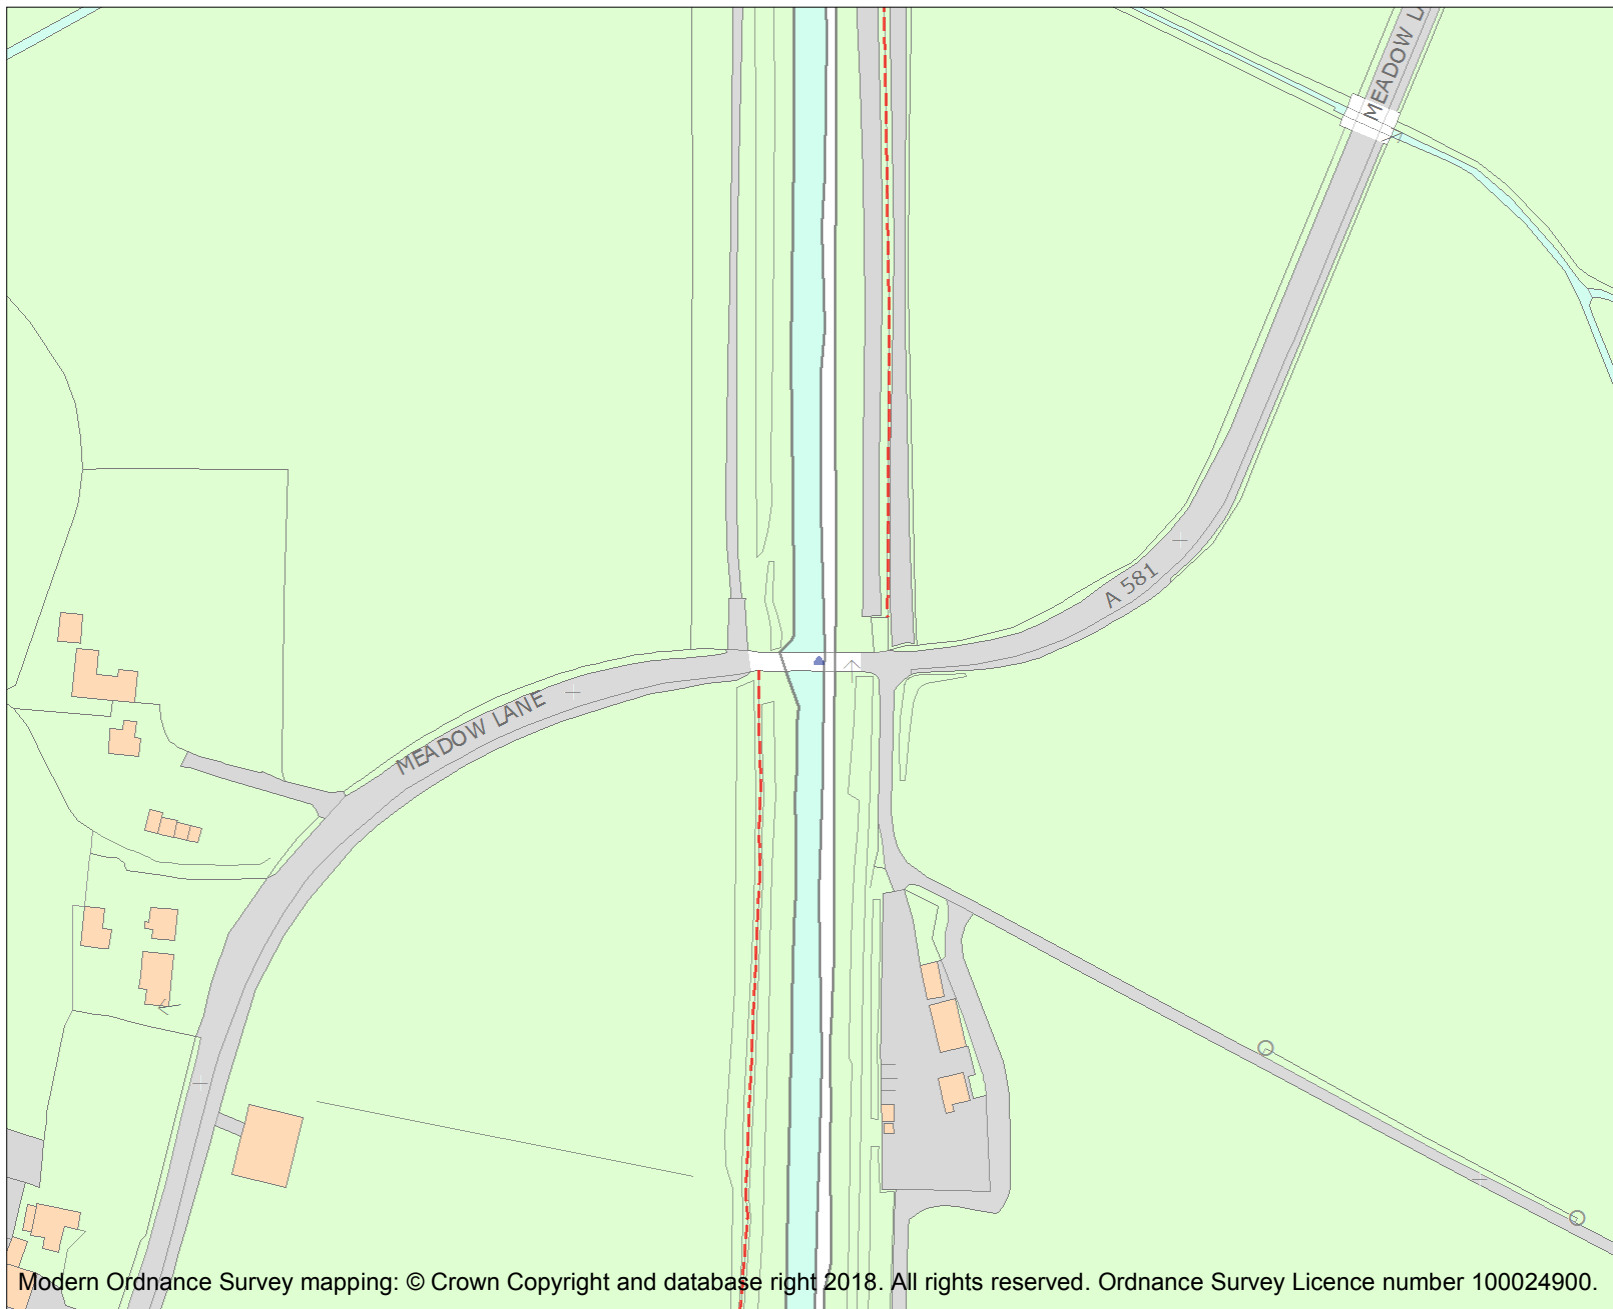 MEADOW L
A 581
MEADOW LANE
Modern Ordnance Survey mapping: © Crown Copyright and database right 2018. All rights reserved. Ordnance Survey Licence number 100024900.